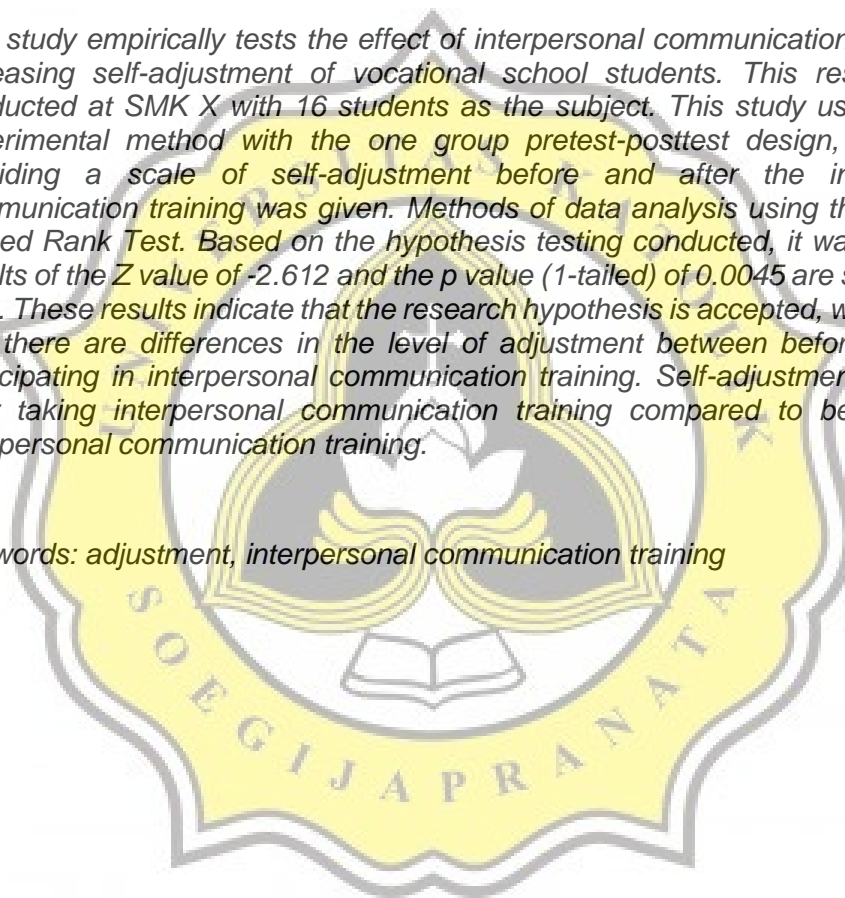 study empirically tests the effect of interpersonal communication
easing self-adjustment of vocational school students. This res
ducted at SMK X with 16 students as the subject. This study us
erimental method with the one group pretest-posttest design,
iding a scale of self-adjustment before and after the in
munication training was given. Methods of data analysis using th
ed Rank Test. Based on the hypothesis testing conducted, it wa
lts of the Z value of -2.612 and the p value (1-tailed) of 0.0045 are s
. These results indicate that the research hypothesis is accepted, w
there are differences in the level of adjustment between befor
icipating in interpersonal communication training. Self-adjustmen
taking interpersonal communication training compared to be
personal communication training.
words: adjustment, interpersonal communication training
UNIVERSITAS KATOLIK
SOEGIJAPRANATA